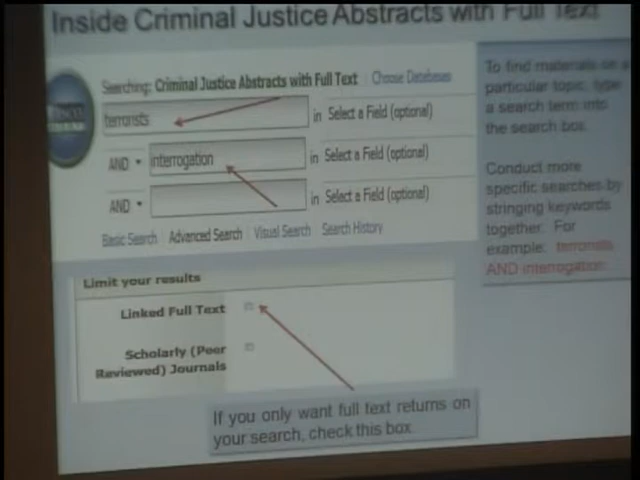 Inside Criminal Justice Abstracts with Full Text
Searching: Criminal Justice Abstracts with Full Text Choose Databases
terrorists in Select a Field (optional)
AND interrogation in Select a Field (optional)
AND in Select a Field (optional)
Basic Search Advanced Search Visual Search Search History
Limit your results
Linked Full Text
Scholarly (Peer
Reviewed) Journals
If you only want full text returns on
your search, check this box
To find materials on a
particular topic, type
a search term into
the search box.
Conduct more
specific searches by
stringing keywords
together. For
example: terrorists
AND interrogation